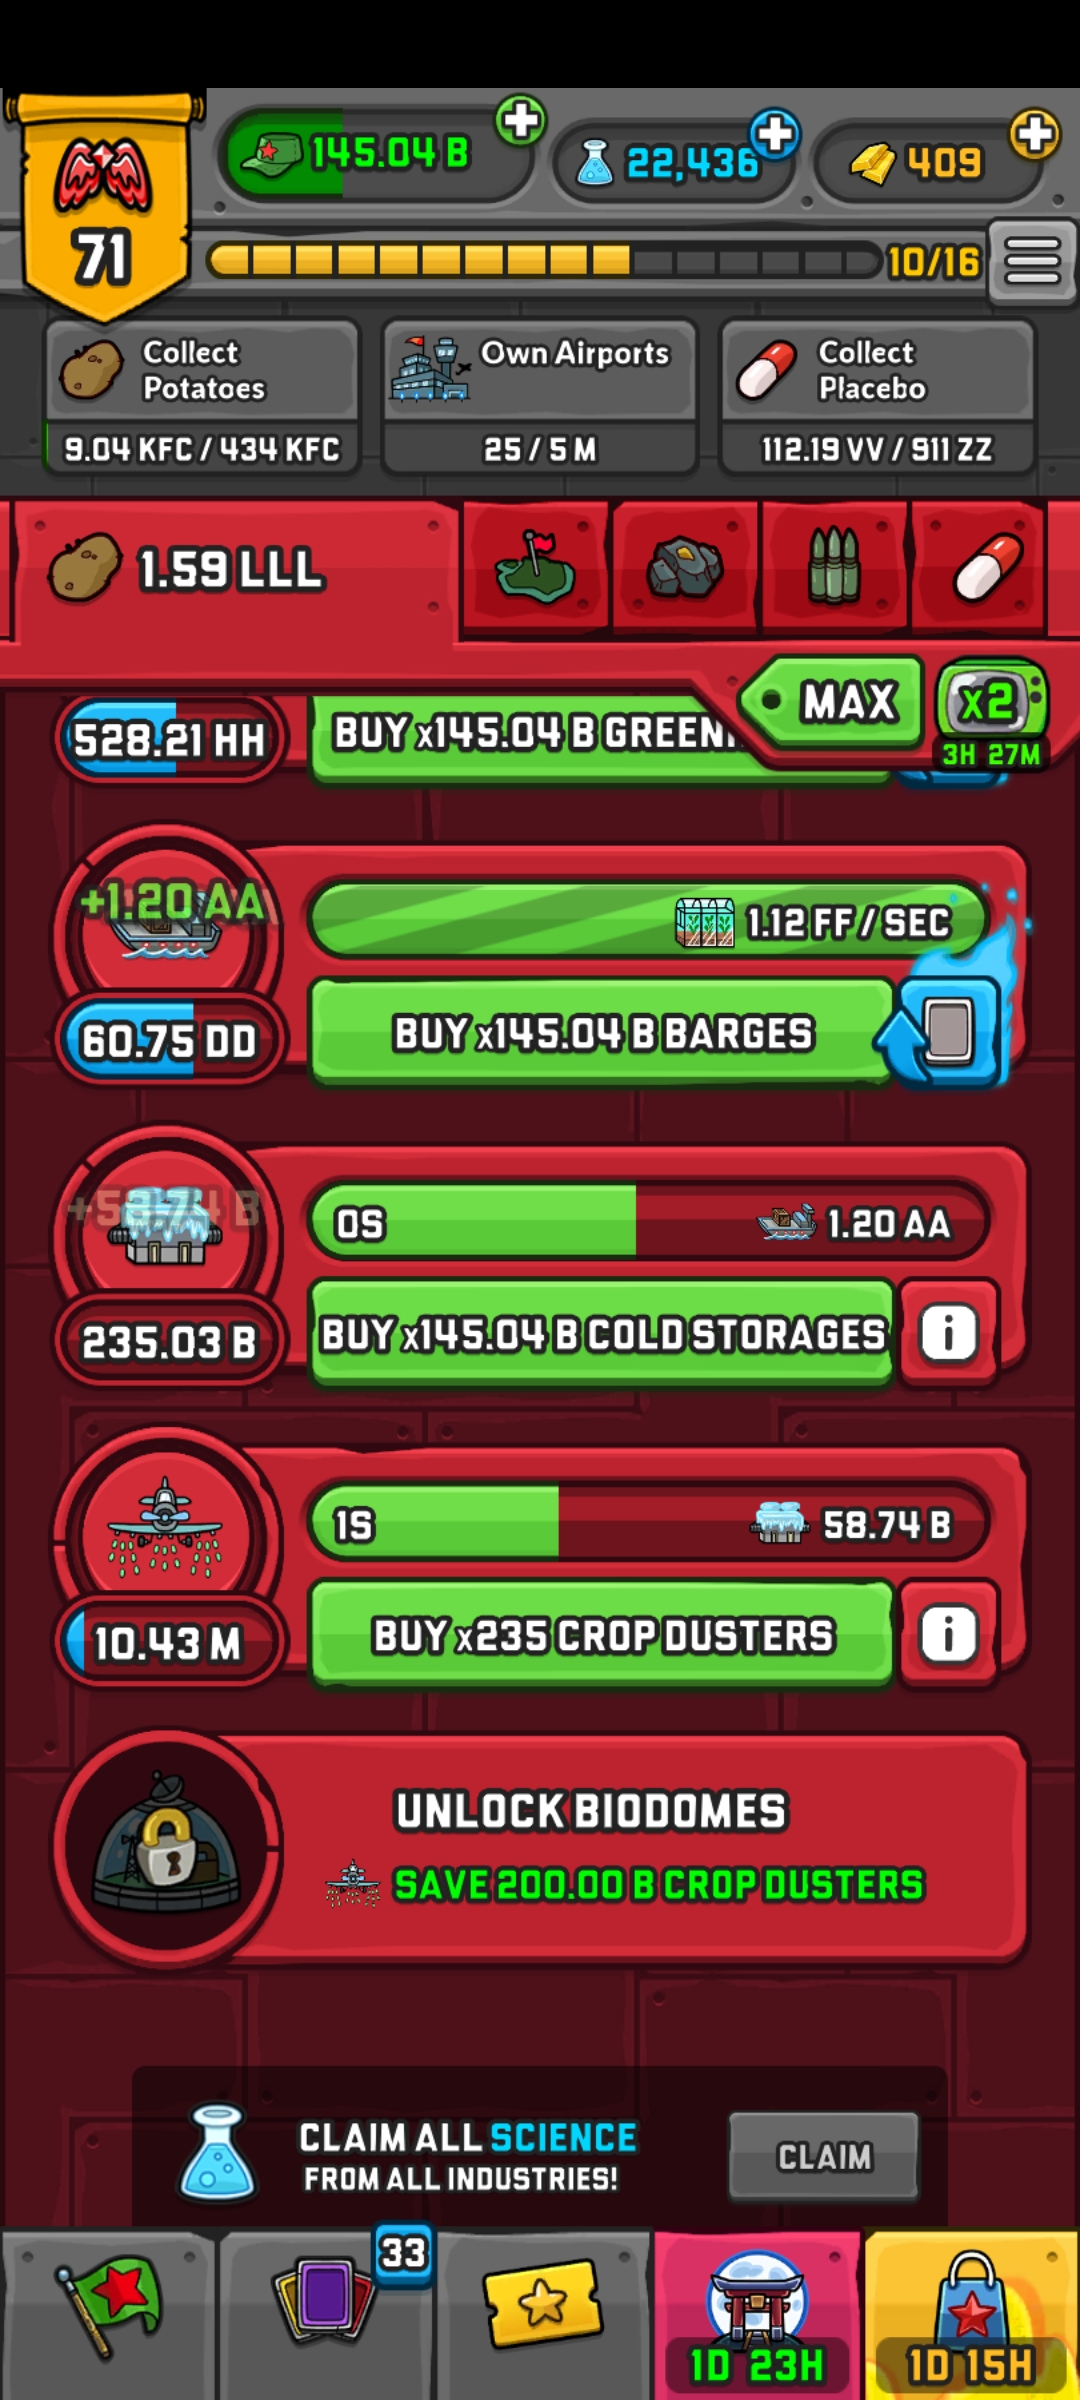 145.04 B
22,436
409
71
10/16
Collect
Potatoes
9.04 KFC / 434 KFC
Own Airports
25 / 5 M
Collect
Placebo
112.19 VV / 911 ZZ
1.59 LLL
MAX
x2
3H 27M
528.21 HH
BUY x145.04 B GREEN
+1.20 AA
1.12 FF / SEC
60.75 DD
BUY x145.04 B BARGES
+58.74 B
0S
1.20 AA
235.03 B
BUY x145.04 B COLD STORAGES
i
1S
58.74 B
10.43 M
BUY x235 CROP DUSTERS
i
UNLOCK BIODOMES
SAVE 200.00 B CROP DUSTERS
CLAIM ALL SCIENCE
FROM ALL INDUSTRIES!
CLAIM
33
1D 23H
1D 15H